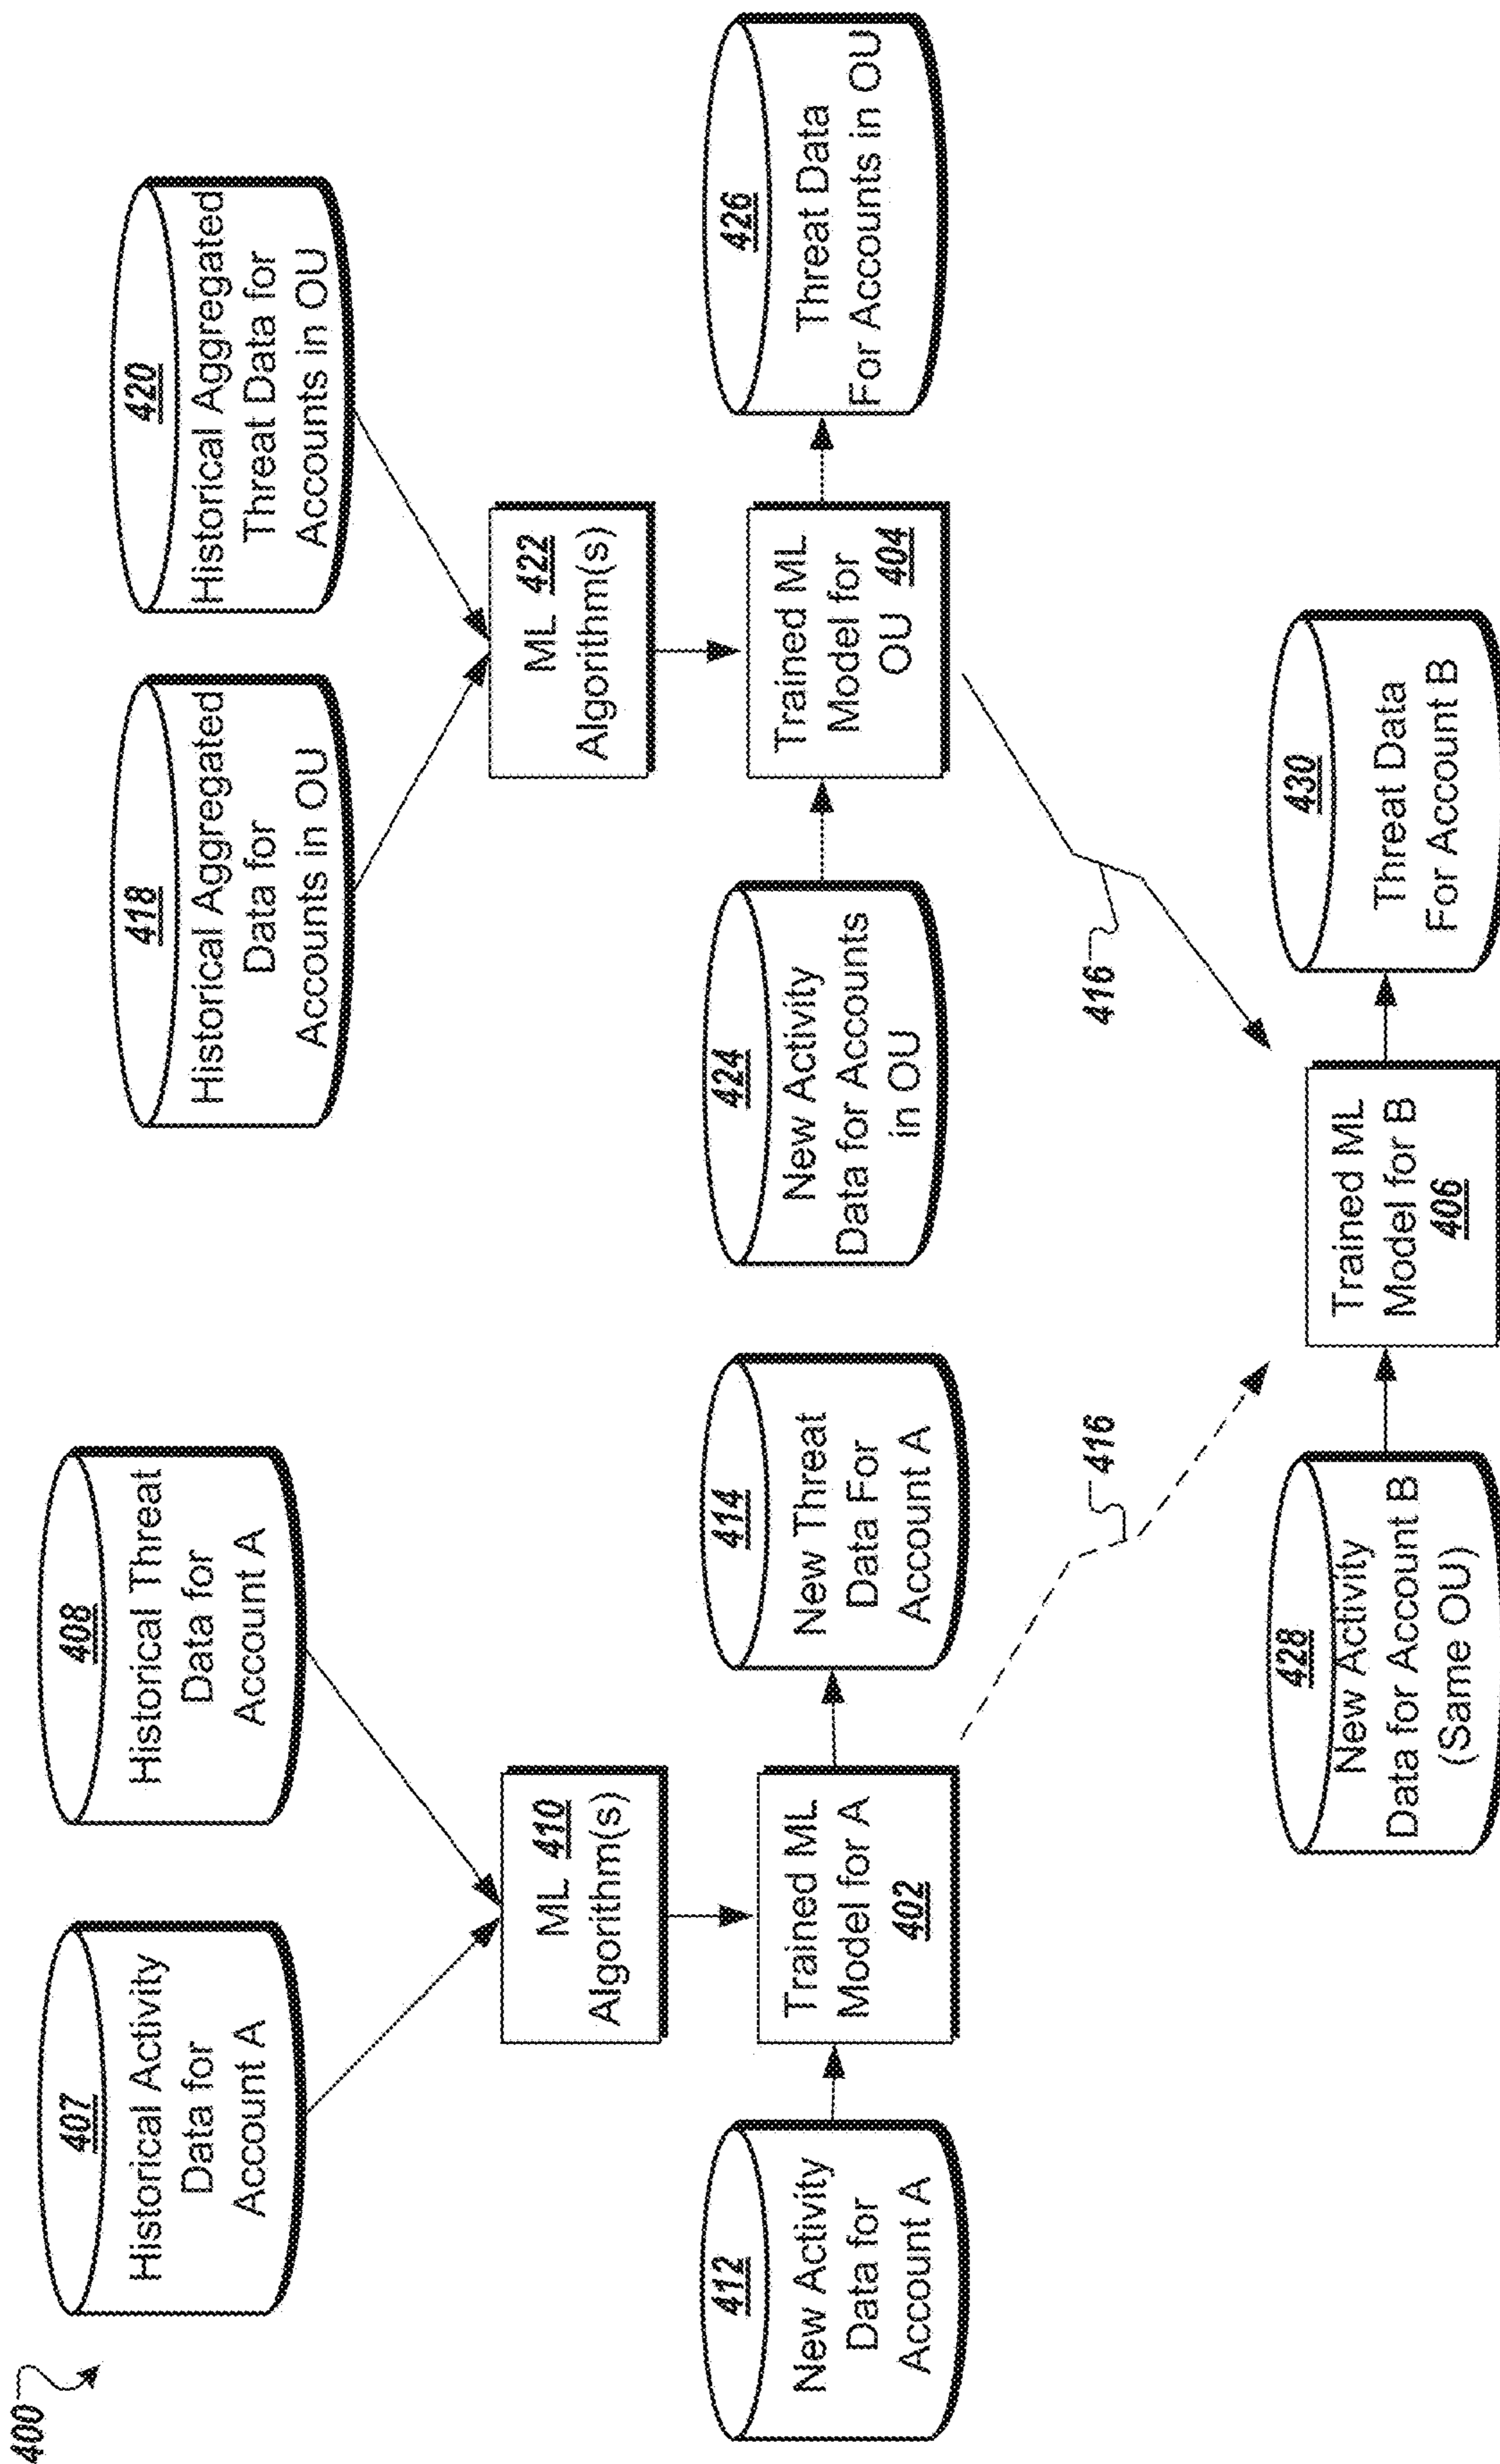 400
407
Historical Activity
Data for
Account A
408
Historical Threat
Data for
Account A
418
Historical Aggregated
Data for
Accounts in OU
420
Historical Aggregated
Threat Data for
Accounts in OU
ML 410
Algorithm(s)
ML 422
Algorithm(s)
412
New Activity
Data for
Account A
Trained ML
Model for A
402
414
New Threat
Data For
Account A
424
New Activity
Data for Accounts
in OU
Trained ML
Model for
OU 404
426
Threat Data
For Accounts in OU
416
416
428
New Activity
Data for Account B
(Same OU)
Trained ML
Model for B
406
430
Threat Data
For Account B